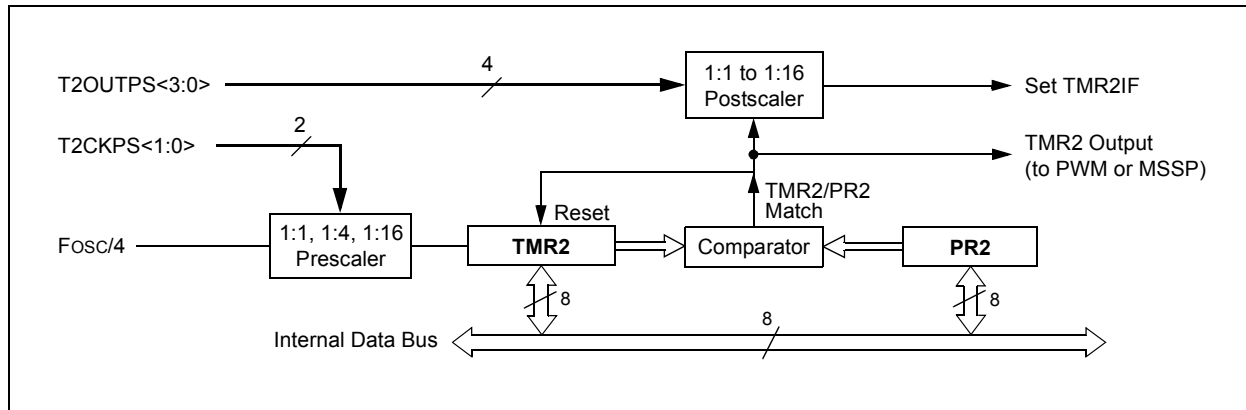 T2OUTPS<3:0>
4
1:1 to 1:16
Postscaler
Set TMR2IF
T2CKPS<1:0>
2
TMR2 Output
(to PWM or MSSP)
TMR2/PR2
Match
Reset
FOSC/4
1:1, 1:4, 1:16
Prescaler
TMR2
Comparator
PR2
8
8
8
Internal Data Bus